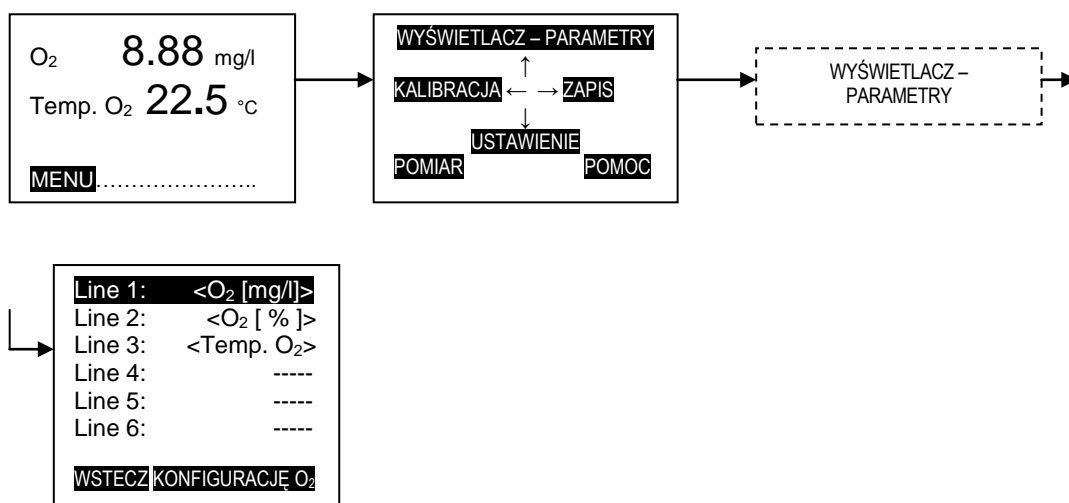 O₂ 8.88 mg/l
Temp. O₂ 22.5 °C
MENU……………………..
WYŚWIETLACZ – PARAMETRY
↑
KALIBRACJA ← → ZAPIS
↓
USTAWIENIE
POMIAR POMOC
WYŚWIETLACZ –
PARAMETRY
Line 1: <O₂ [mg/l]>
Line 2: <O₂ [ % ]>
Line 3: <Temp. O₂>
Line 4: -----
Line 5: -----
Line 6: -----
WSTECZ KONFIGURACJĘ O₂